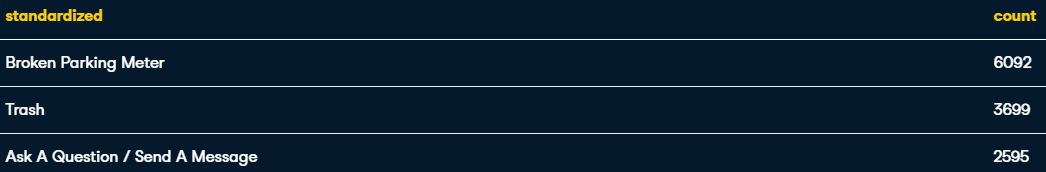 standardized count
Broken Parking Meter 6092
Trash 3699
Ask A Question / Send A Message 2595